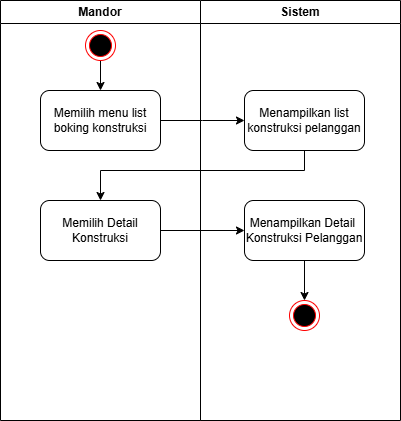 Mandor
Sistem
Memilih menu list
boking konstruksi
Menampilkan list
konstruksi pelanggan
Memilih Detail
Konstruksi
Menampilkan Detail
Konstruksi Pelanggan